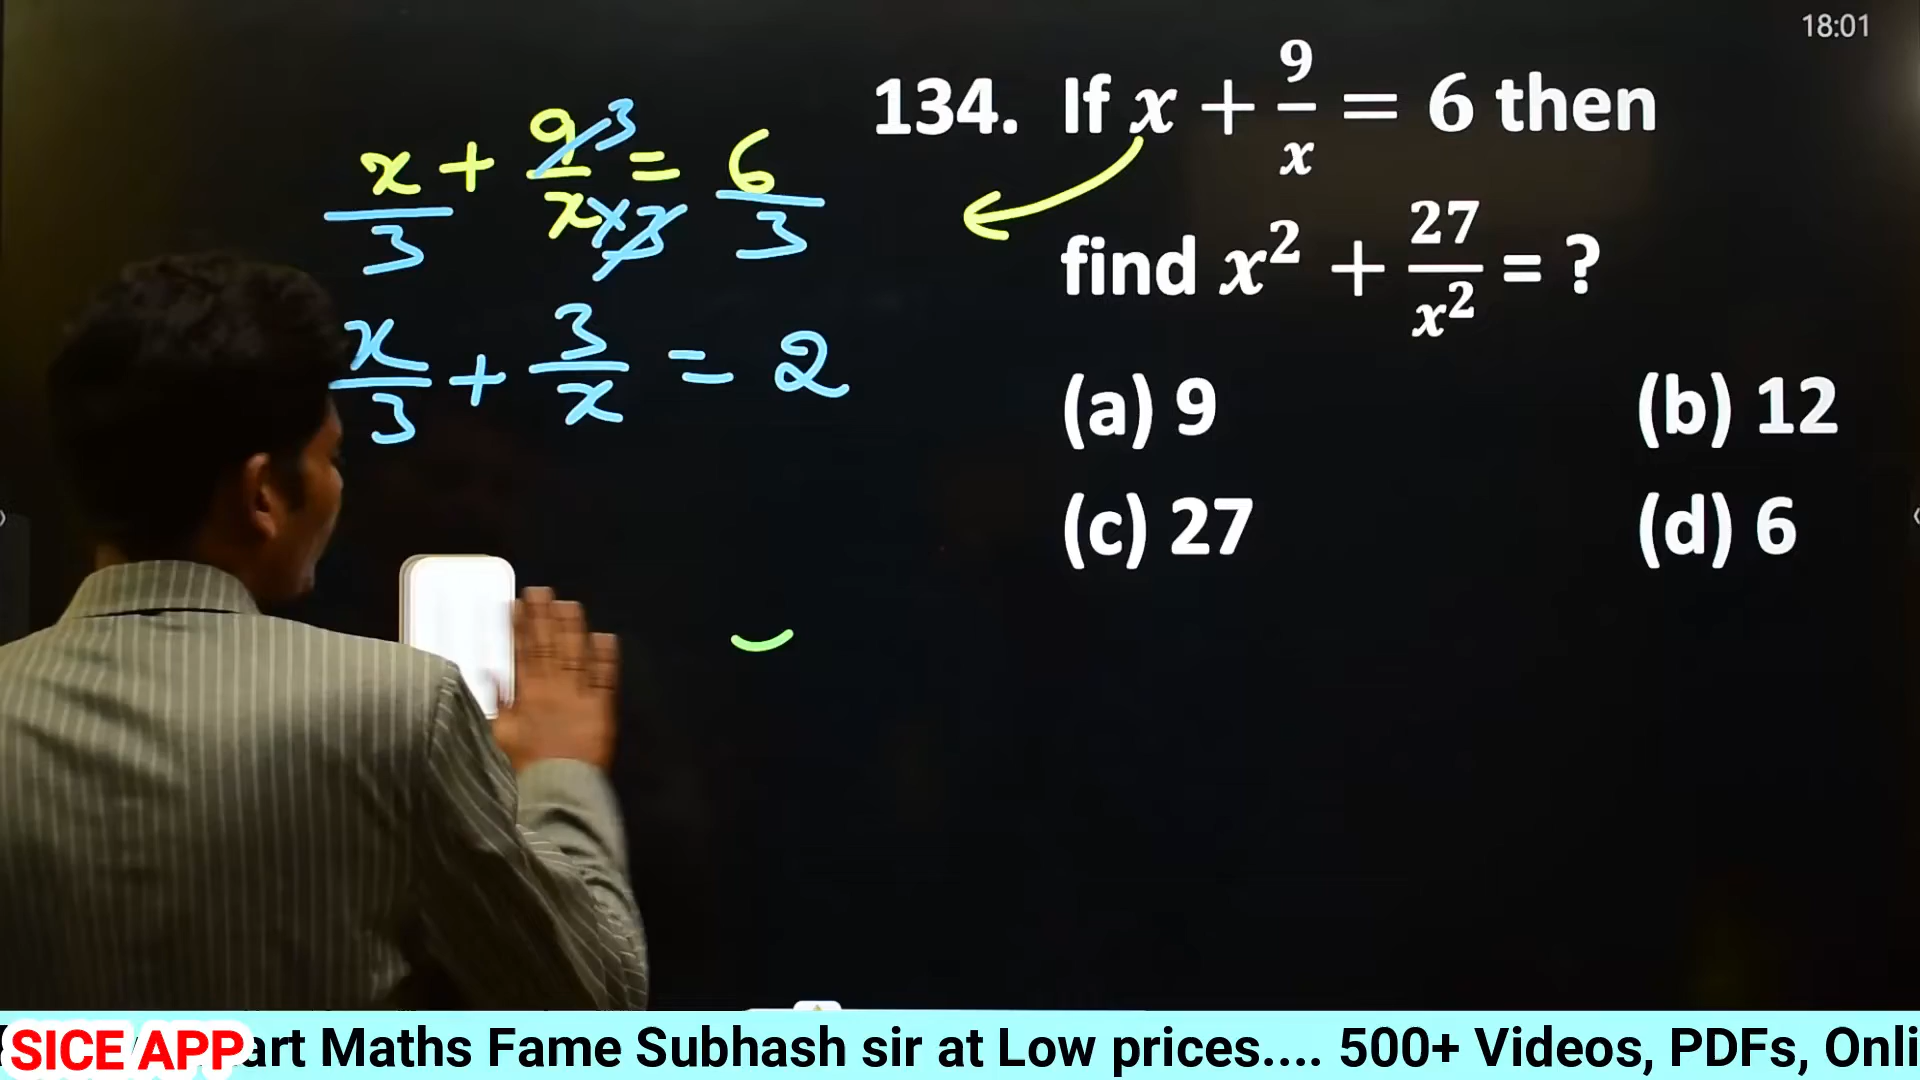 18:01
134. If x + 9/x = 6 then
find x² + 27/x² = ?
(a) 9 (b) 12
(c) 27 (d) 6
x/3 + 9 3/x×3 = 6/3
x/3 + 3/x = 2
SICE APP art Maths Fame Subhash sir at Low prices.... 500+ Videos, PDFs, Onli